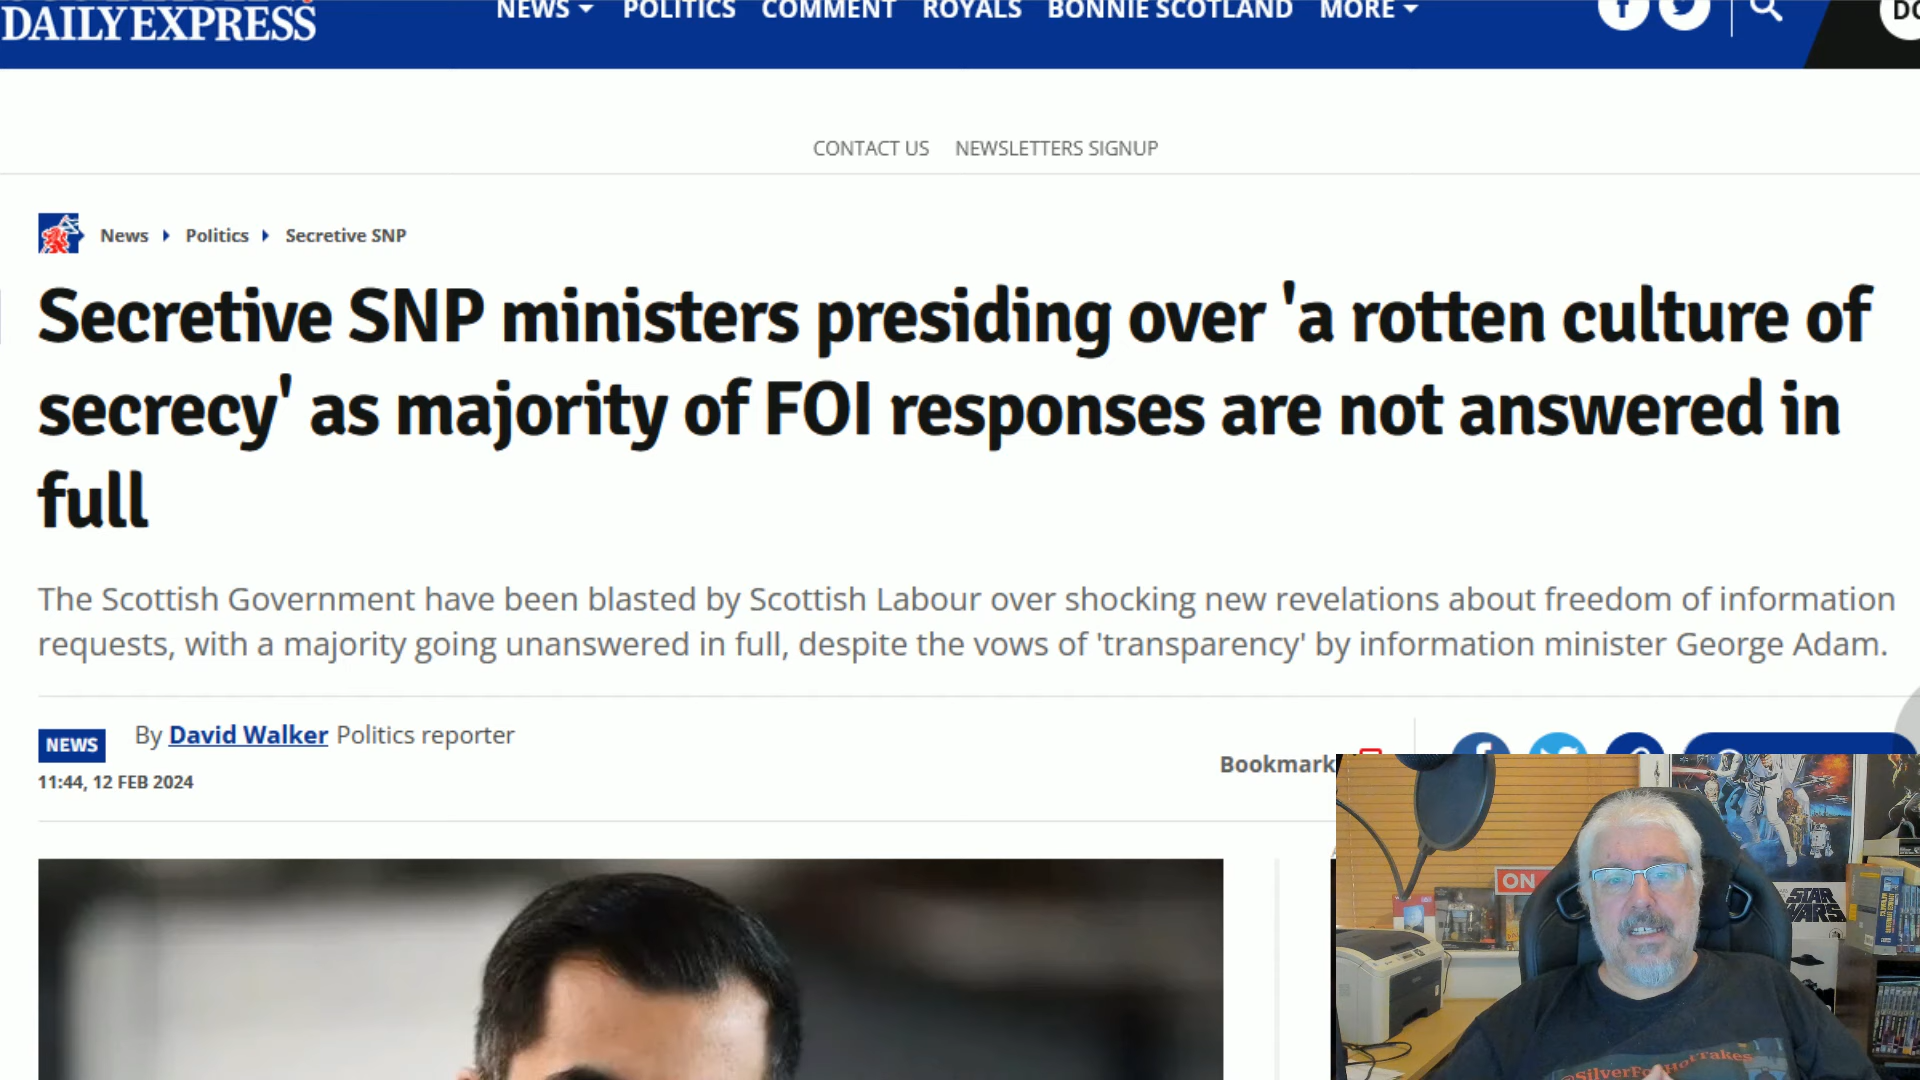 DAILY EXPRESS
NEWS POLITICS COMMENT ROYALS BONNIE SCOTLAND MORE
CONTACT US NEWSLETTERS SIGNUP
News Politics Secretive SNP
Secretive SNP ministers presiding over 'a rotten culture of
secrecy' as majority of FOI responses are not answered in
full
The Scottish Government have been blasted by Scottish Labour over shocking new revelations about freedom of information
requests, with a majority going unanswered in full, despite the vows of 'transparency' by information minister George Adam.
NEWS
By David Walker Politics reporter
11:44, 12 FEB 2024
Bookmark
ON
STAR
WARS